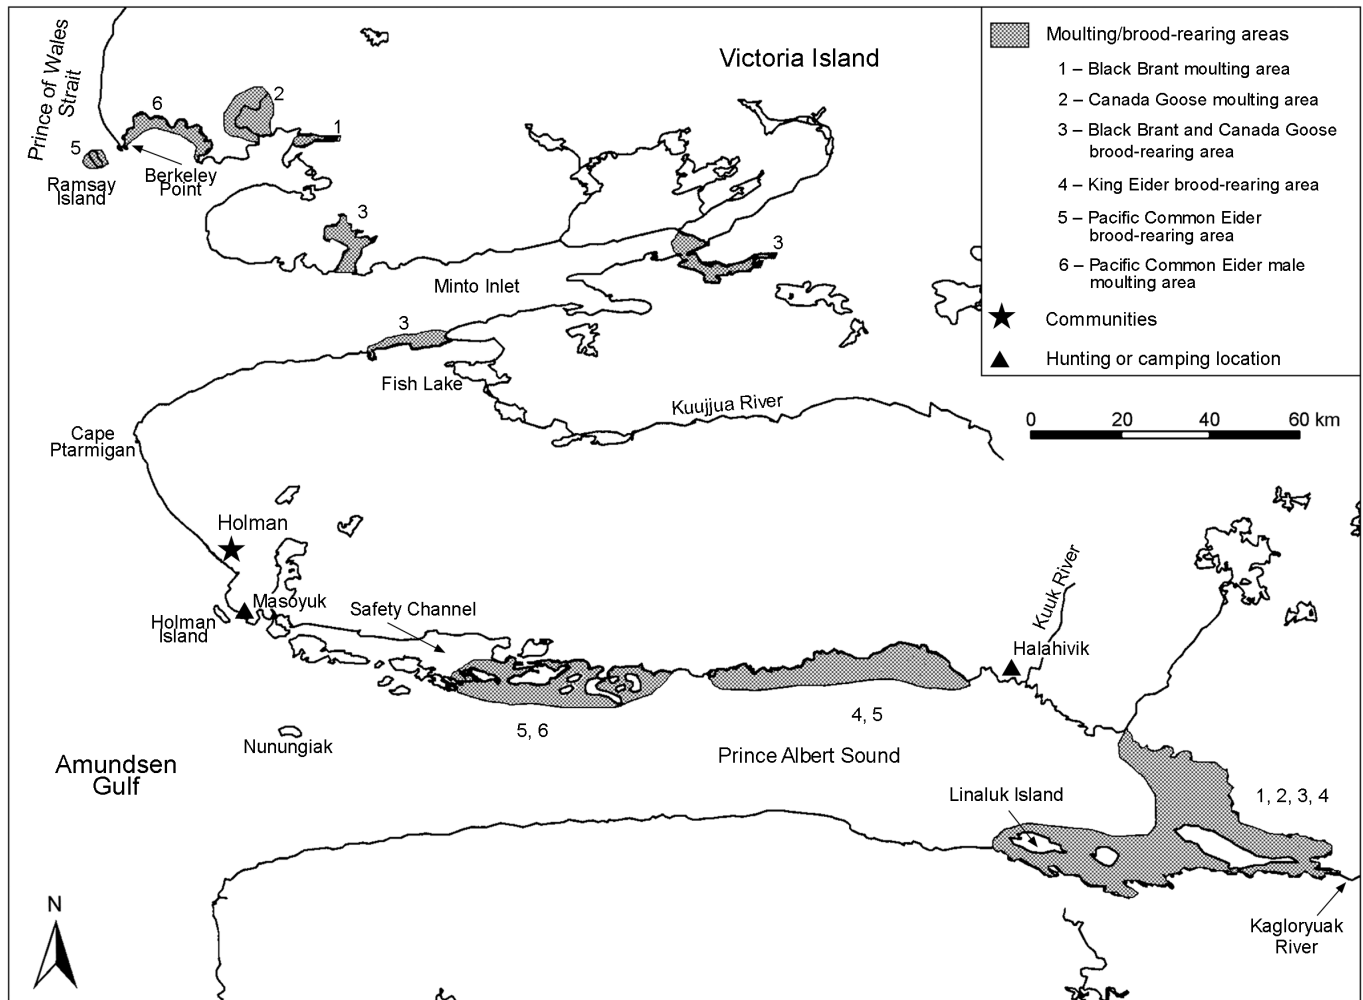 Prince of Wales
Strait
Victoria Island
6
2
1
5
Ramsay
Island
Berkeley
Point
3
3
Minto Inlet
3
Fish Lake
Kuujjua River
Cape
Ptarmigan
Holman
Masoyuk
Holman
Island
Safety Channel
Kuuk River
Halahivik
5, 6
4, 5
Nunungiak
Prince Albert Sound
Amundsen
Gulf
Linaluk Island
1, 2, 3, 4
Kagloryuak
River
N
Moulting/brood-rearing areas
1 – Black Brant moulting area
2 – Canada Goose moulting area
3 – Black Brant and Canada Goose
brood-rearing area
4 – King Eider brood-rearing area
5 – Pacific Common Eider
brood-rearing area
6 – Pacific Common Eider male
moulting area
Communities
Hunting or camping location
0 20 40 60 km